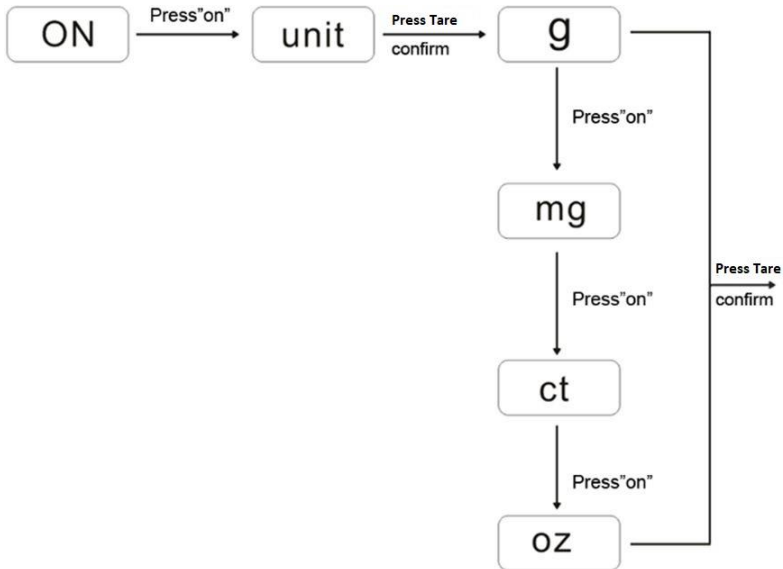 ON
Press"on"
unit
Press Tare
confirm
g
Press"on"
mg
Press"on"
ct
Press"on"
oz
Press Tare
confirm